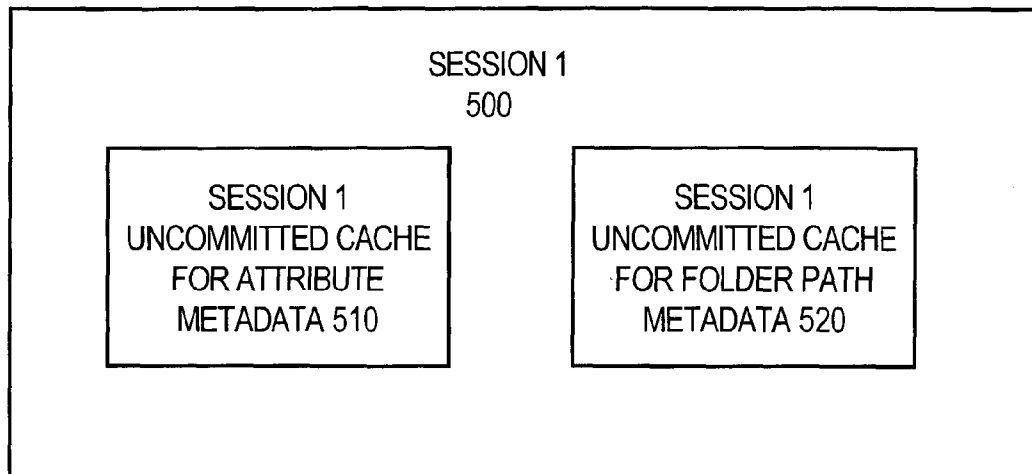 SESSION 1
500
SESSION 1
UNCOMMITTED CACHE
FOR ATTRIBUTE
METADATA 510
SESSION 1
UNCOMMITTED CACHE
FOR FOLDER PATH
METADATA 520